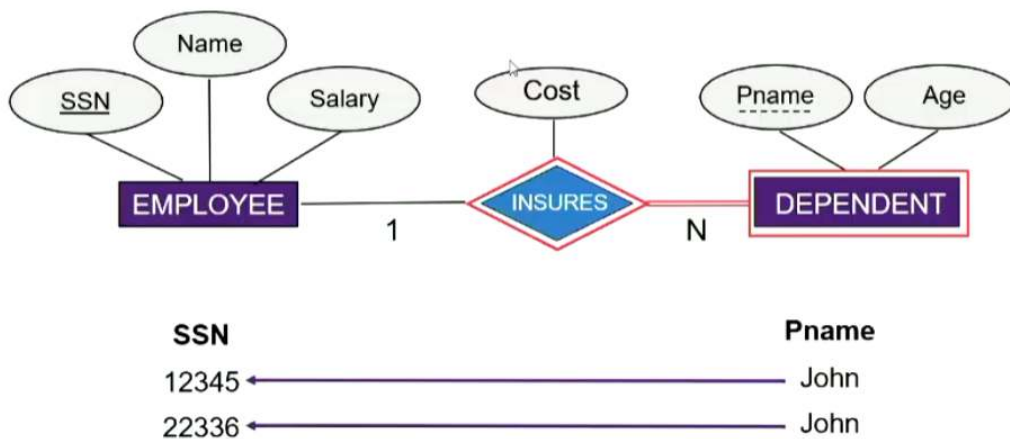 Name
SSN
Salary
Cost
Pname
Age
EMPLOYEE
INSURES
DEPENDENT
1
N
SSN
Pname
12345
John
22336
John